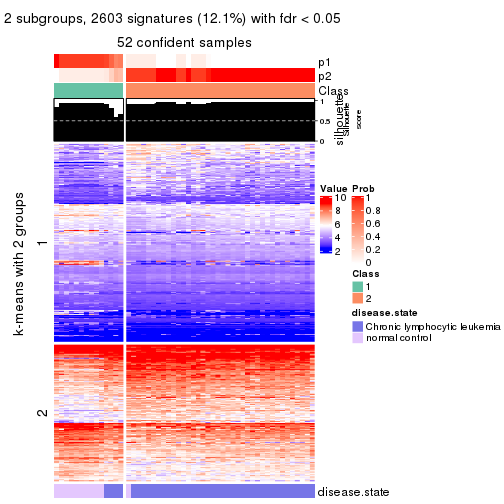 2 subgroups, 2603 signatures (12.1%) with fdr < 0.05
52 confident samples
p1
p2
Class
silhouette
Silhouette
score
1
0.5
0
k-means with 2 groups
1
2
Value
10
8
6
4
2
Prob
1
0.8
0.6
0.4
0.2
0
Class
1
2
disease.state
Chronic lymphocytic leukemia
normal control
disease.state